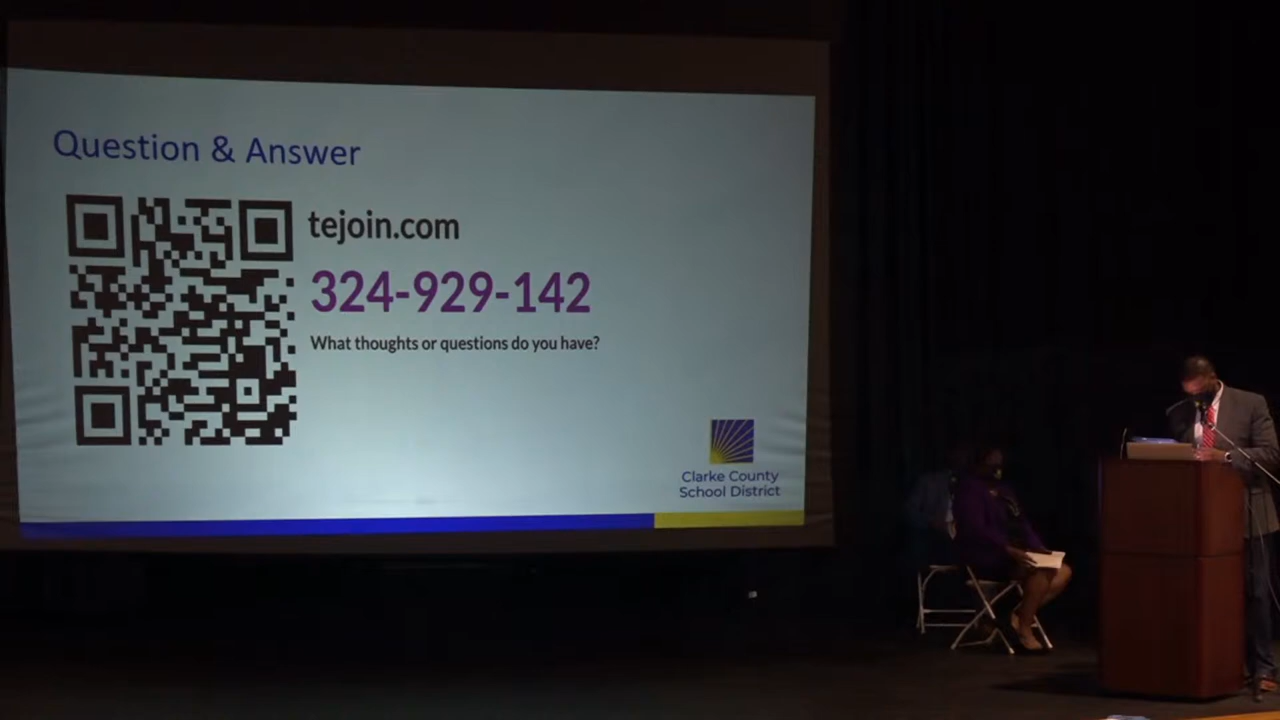 Question & Answer
tejoin.com
324-929-142
What thoughts or questions do you have?
Clarke County
School District